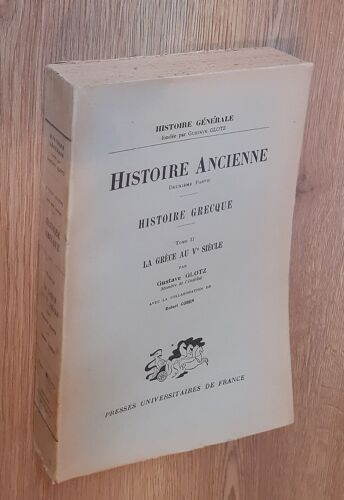 HISTOIRE GÉNÉRALE
fondée par GUSTAVE GLOTZ
HISTOIRE ANCIENNE
DEUXIÈME PARTIE
HISTOIRE GRECQUE
TOME II
LA GRÈCE AU Vᵉ SIÈCLE
PAR
Gustave GLOTZ
Membre de l'Institut
AVEC LA COLLABORATION DE
Robert COHEN
PRESSES UNIVERSITAIRES DE FRANCE